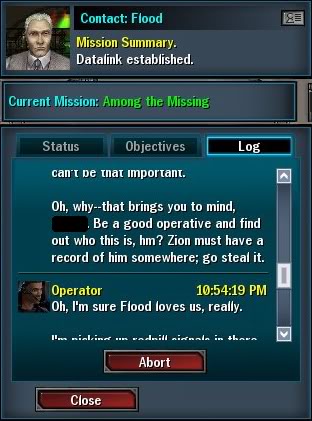 Contact: Flood
Mission Summary.
Datalink established.
Current Mission: Among the Missing
Status
Objectives
Log
can't be that important.
Oh, why--that brings you to mind,
. Be a good operative and find
out who this is, hm? Zion must have a
record of him somewhere; go steal it.
Operator
10:54:19 PM
Oh, I'm sure Flood loves us, really.
I'm picking up redpill signals in there.
Abort
Close